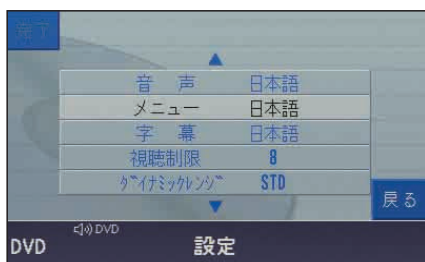 完了
音　声　日本語
メニュー　日本語
字　幕　日本語
視聴制限　8
ﾀﾞｲﾅﾐｯｸﾚﾝｼﾞ　STD
戻る
DVD
DVD　設定